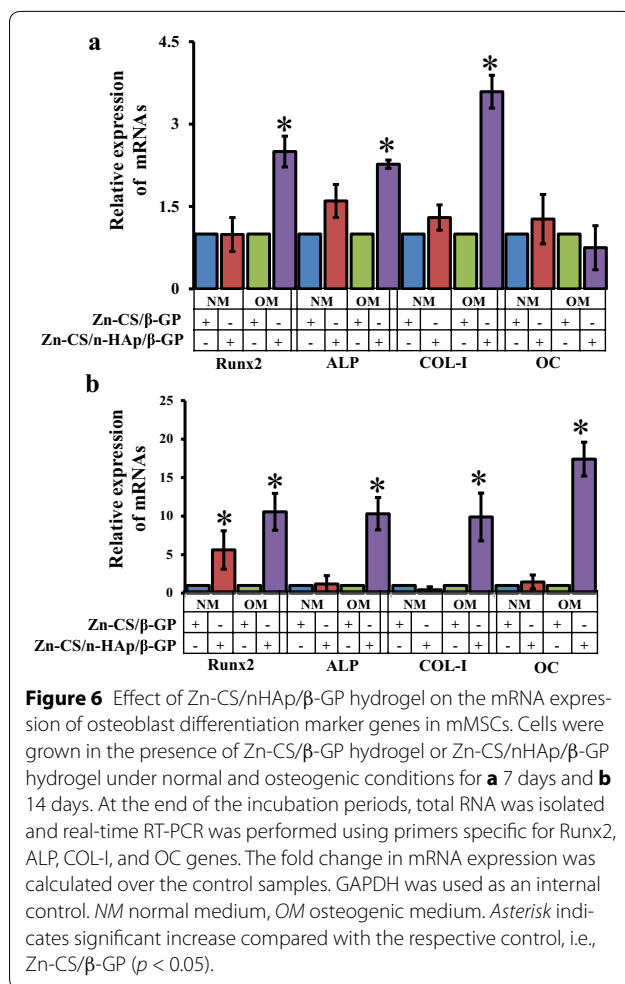 a
Relative expression
of mRNAs
4.5
3
1.5
0
* * *
NM OM NM OM NM OM NM OM
Zn-CS/β-GP + - + - + - + - + - + - + - + -
Zn-CS/n-HAp/β-GP - + - + - + - + - + - + - + - +
Runx2 ALP COL-I OC
b
Relative expression
of mRNAs
25
20
15
10
5
0
* * * * *
NM OM NM OM NM OM NM OM
Zn-CS/β-GP + - + - + - + - + - + - + - + -
Zn-CS/n-HAp/β-GP - + - + - + - + - + - + - + - +
Runx2 ALP COL-I OC
Figure 6 Effect of Zn-CS/nHAp/β-GP hydrogel on the mRNA expres-
sion of osteoblast differentiation marker genes in mMSCs. Cells were
grown in the presence of Zn-CS/β-GP hydrogel or Zn-CS/nHAp/β-GP
hydrogel under normal and osteogenic conditions for a 7 days and b
14 days. At the end of the incubation periods, total RNA was isolated
and real-time RT-PCR was performed using primers specific for Runx2,
ALP, COL-I, and OC genes. The fold change in mRNA expression was
calculated over the control samples. GAPDH was used as an internal
control. NM normal medium, OM osteogenic medium. Asterisk indi-
cates significant increase compared with the respective control, i.e.,
Zn-CS/β-GP (p < 0.05).